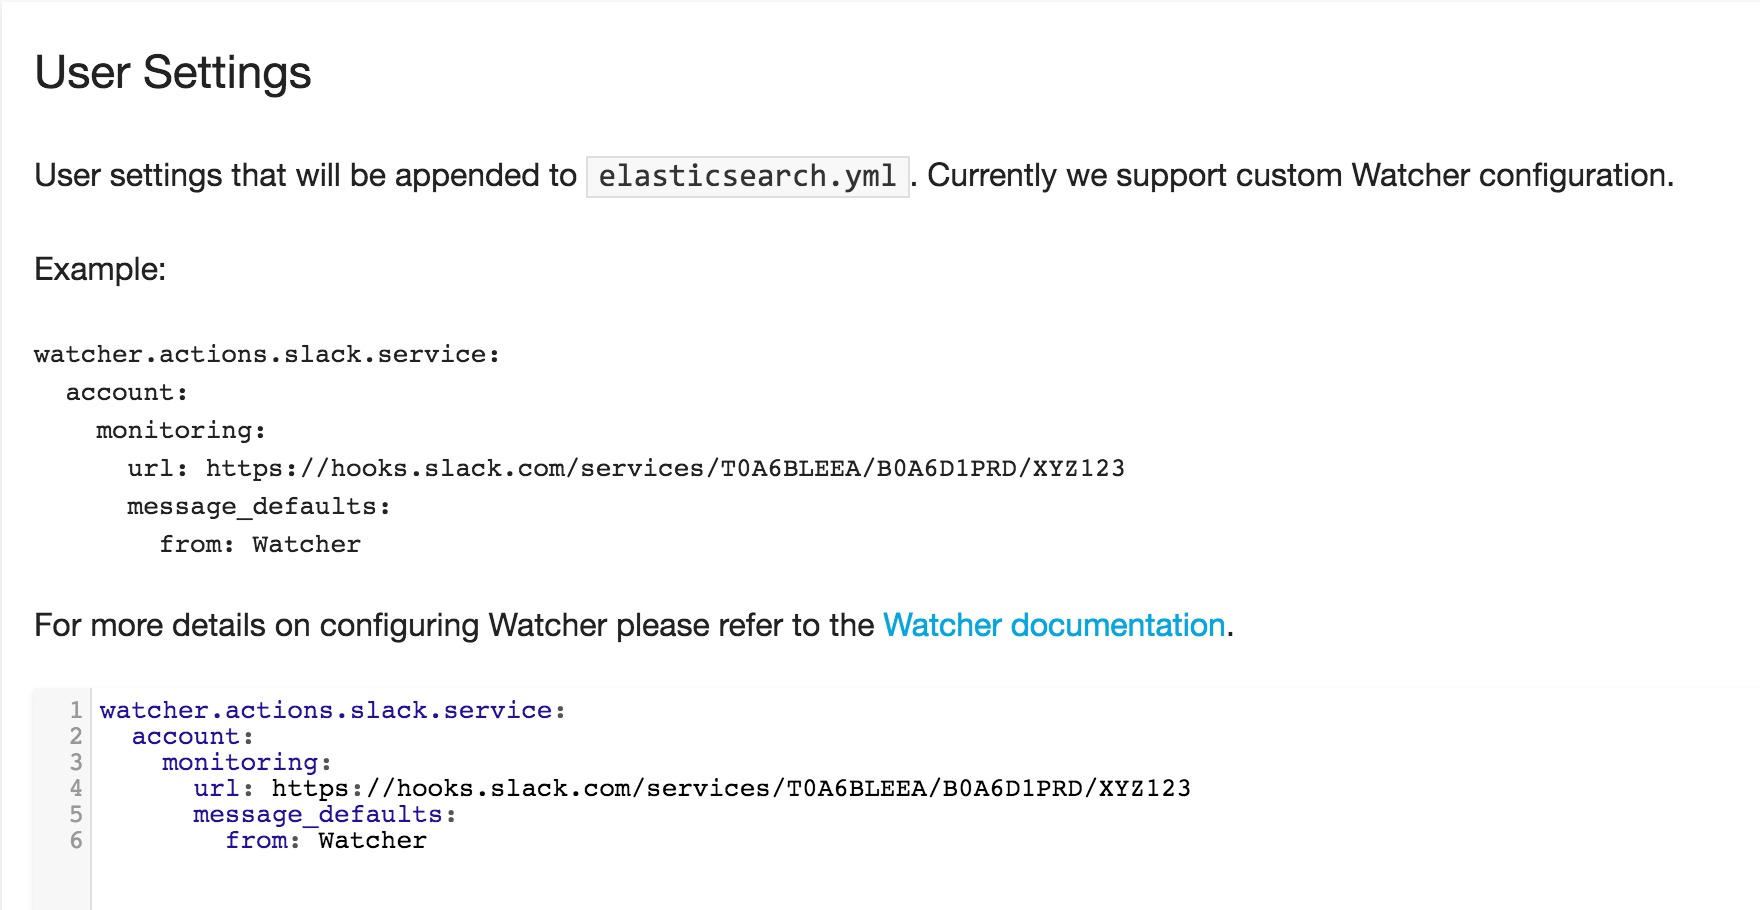 User Settings
User settings that will be appended to elasticsearch.yml. Currently we support custom Watcher configuration.
Example:
watcher.actions.slack.service:
  account:
    monitoring:
      url: https://hooks.slack.com/services/T0A6BLEEA/B0A6D1PRD/XYZ123
      message_defaults:
        from: Watcher
For more details on configuring Watcher please refer to the Watcher documentation.
1 watcher.actions.slack.service:
2   account:
3     monitoring:
4       url: https://hooks.slack.com/services/T0A6BLEEA/B0A6D1PRD/XYZ123
5       message_defaults:
6         from: Watcher